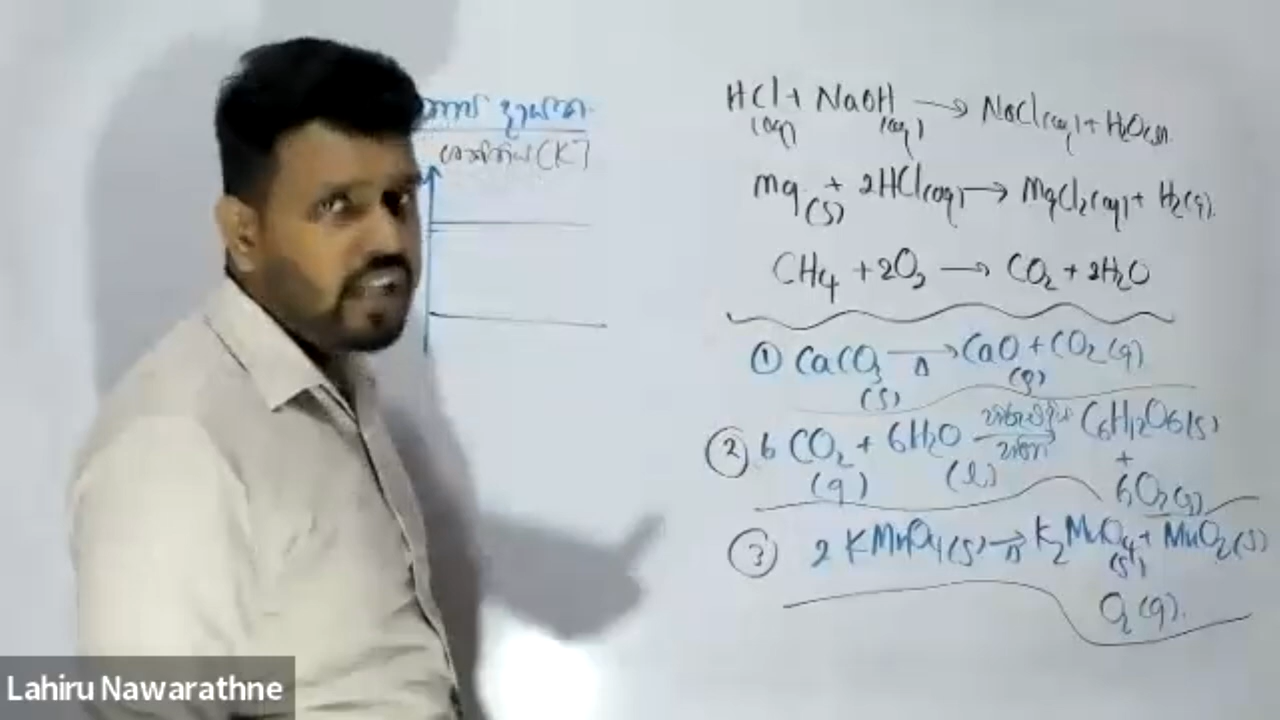 ශක්තිය (K)
HCl + NaOH → NaCl(aq) + H₂O(l)
(aq) (aq)
Mg + 2HCl(aq) → MgCl₂(aq) + H₂(g).
(s)
CH₄ + 2O₂ → CO₂ + 2H₂O
① CaCO₃ → CaO + CO₂(g)
Δ
(s) (s)
② 6CO₂ + 6H₂O → C₆H₁₂O₆(s)
(g) (l) +
6O₂(g)
③ 2KMnO₄(s) → K₂MnO₄ + MnO₂(s)
Δ (s)
O₂(g).
Lahiru Nawarathne